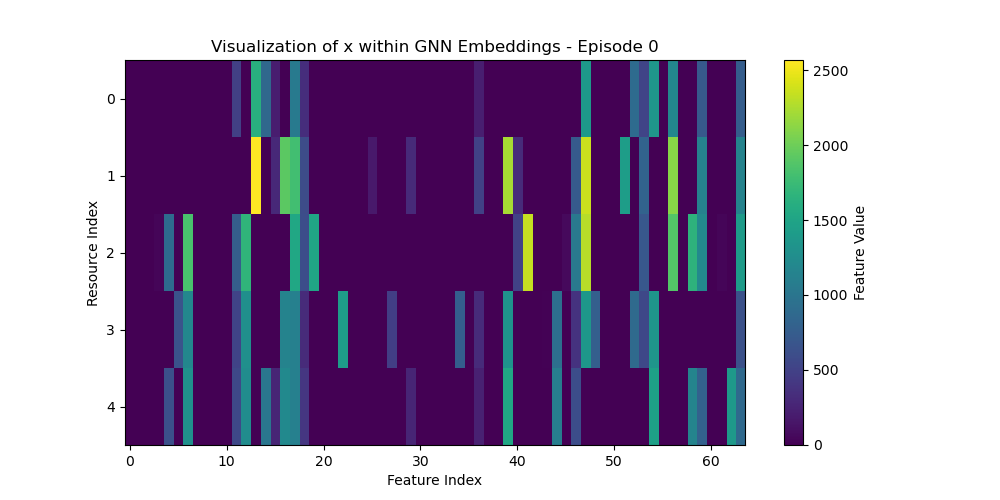 Visualization of x within GNN Embeddings - Episode 0
Resource Index
0
1
2
3
4
0 10 20 30 40 50 60
Feature Index
2500
2000
1500
1000
500
0
Feature Value